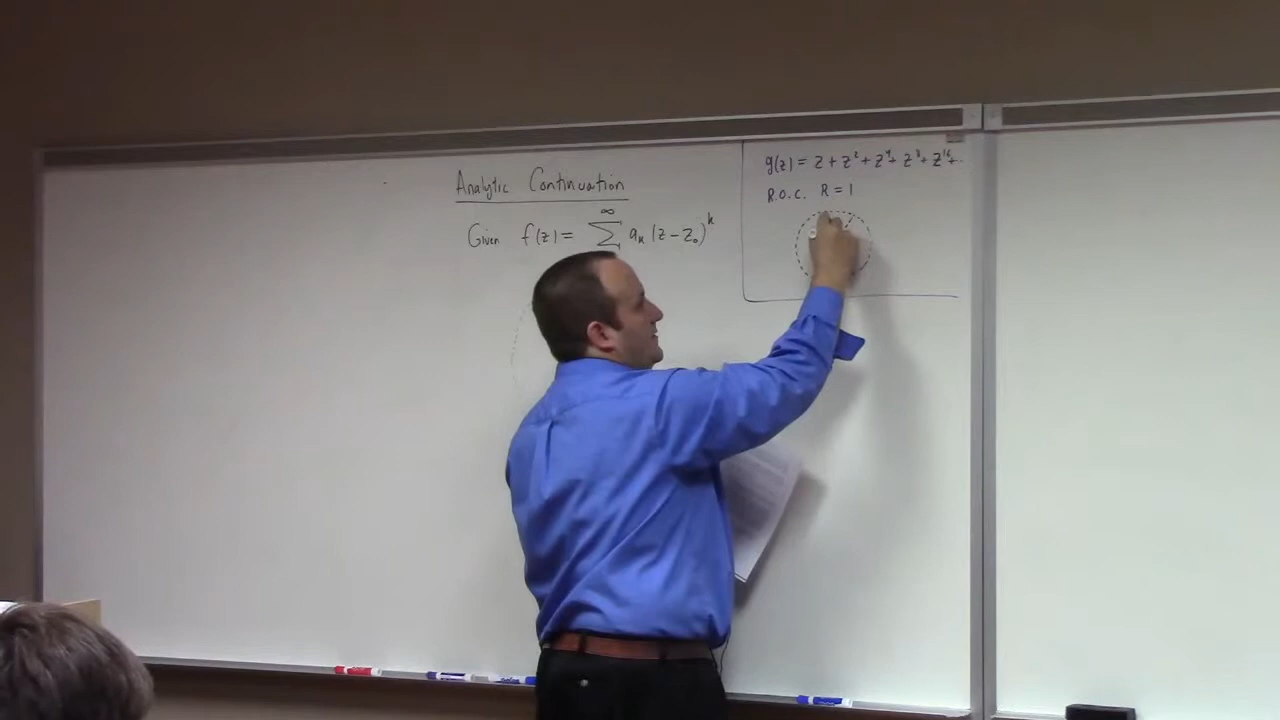 Analytic Continuation
Given f(z) = ∞ ∑ aₖ (z - z₀)ᵏ
g(z) = z + z² + z⁴ + z⁸ + z¹⁶ + ..
R.O.C. R = 1